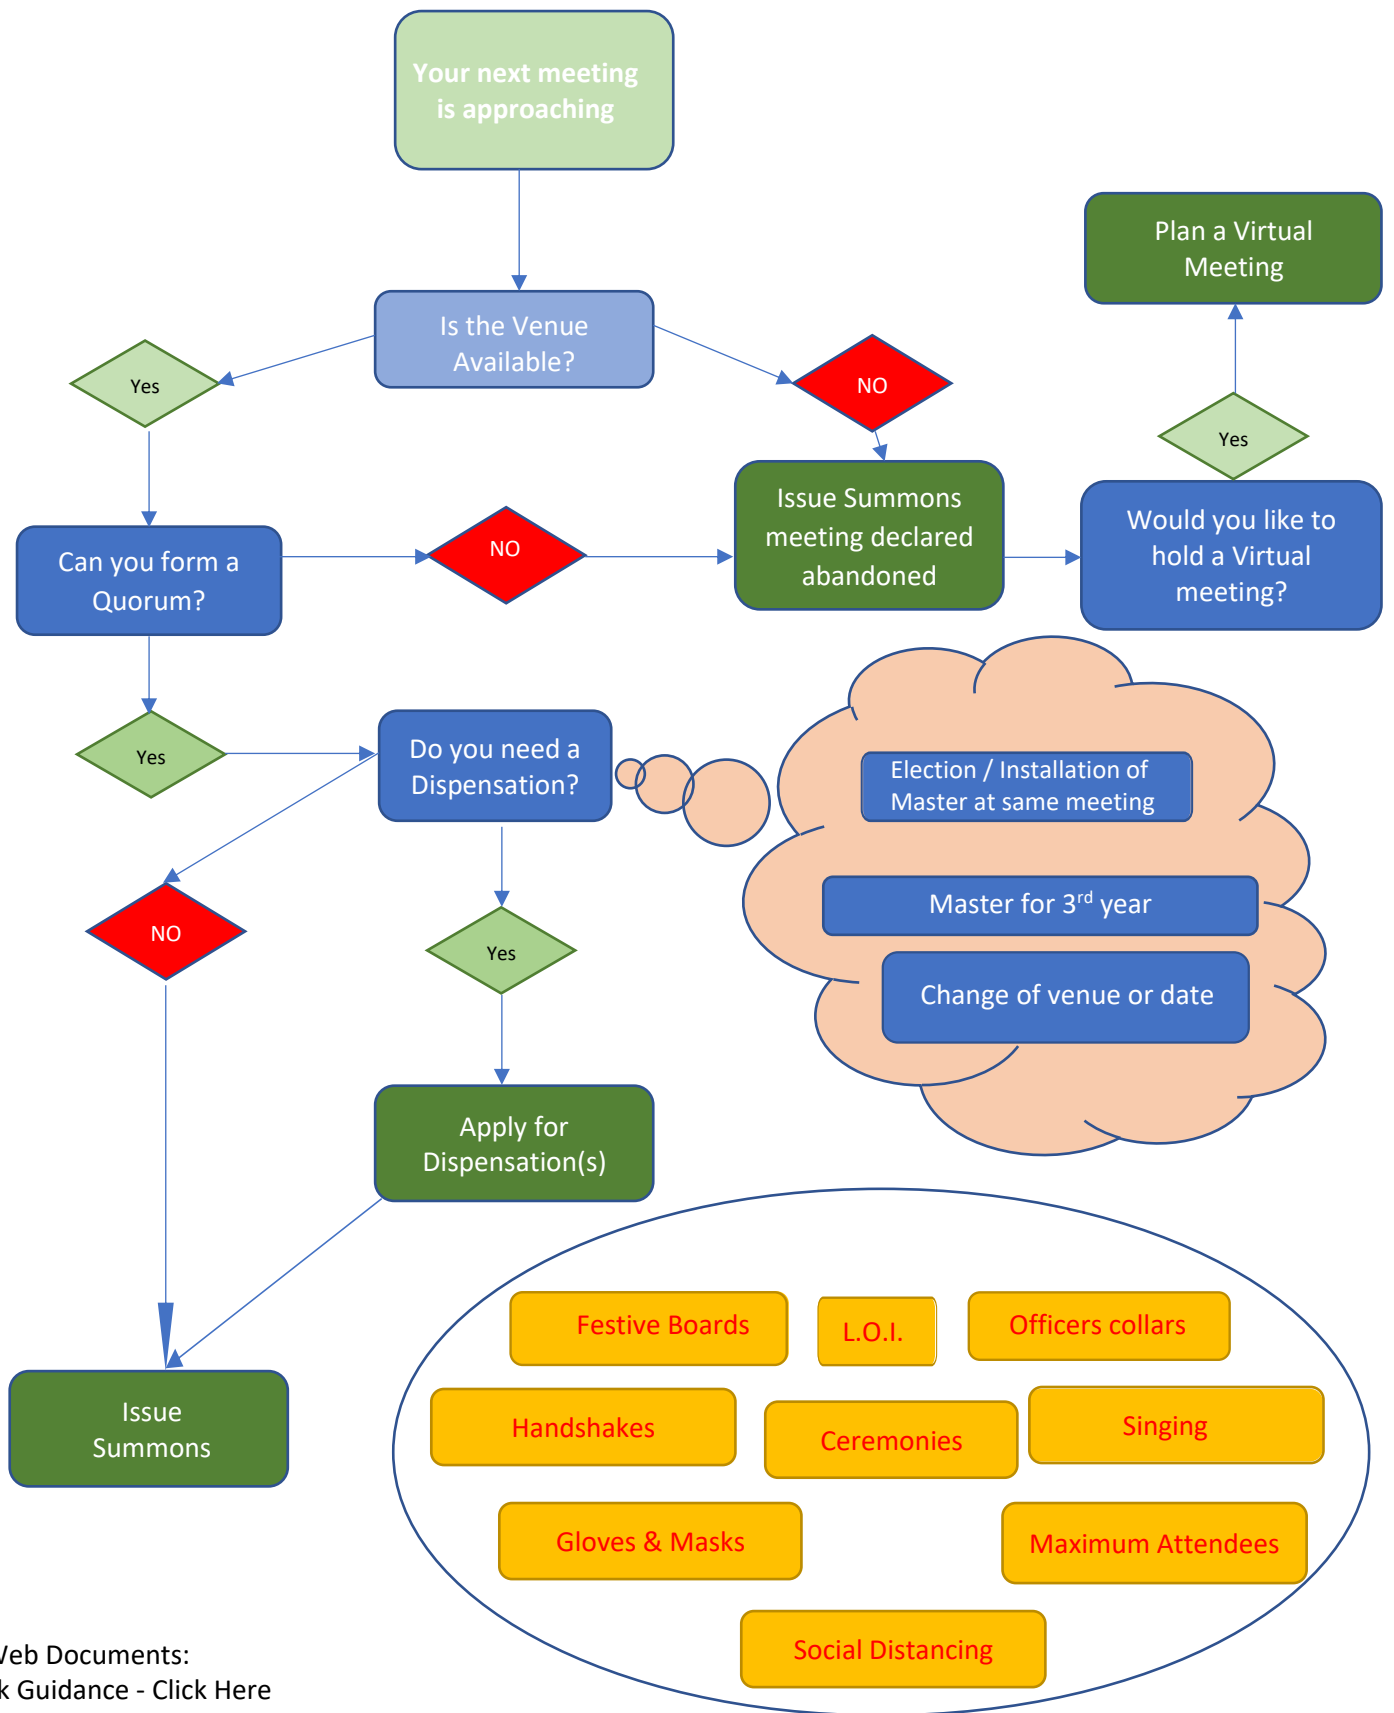 Your next meeting
is approaching
Plan a Virtual
Meeting
Is the Venue
Available?
Yes
NO
Yes
Issue Summons
meeting declared
abandoned
Would you like to
hold a Virtual
meeting?
Can you form a
Quorum?
NO
Yes
Do you need a
Dispensation?
Election / Installation of
Master at same meeting
Master for 3rd year
Change of venue or date
NO
Yes
Apply for
Dispensation(s)
Festive Boards
L.O.I.
Officers collars
Issue
Summons
Handshakes
Ceremonies
Singing
Gloves & Masks
Maximum Attendees
Social Distancing
Documents:
Guidance - Click Here